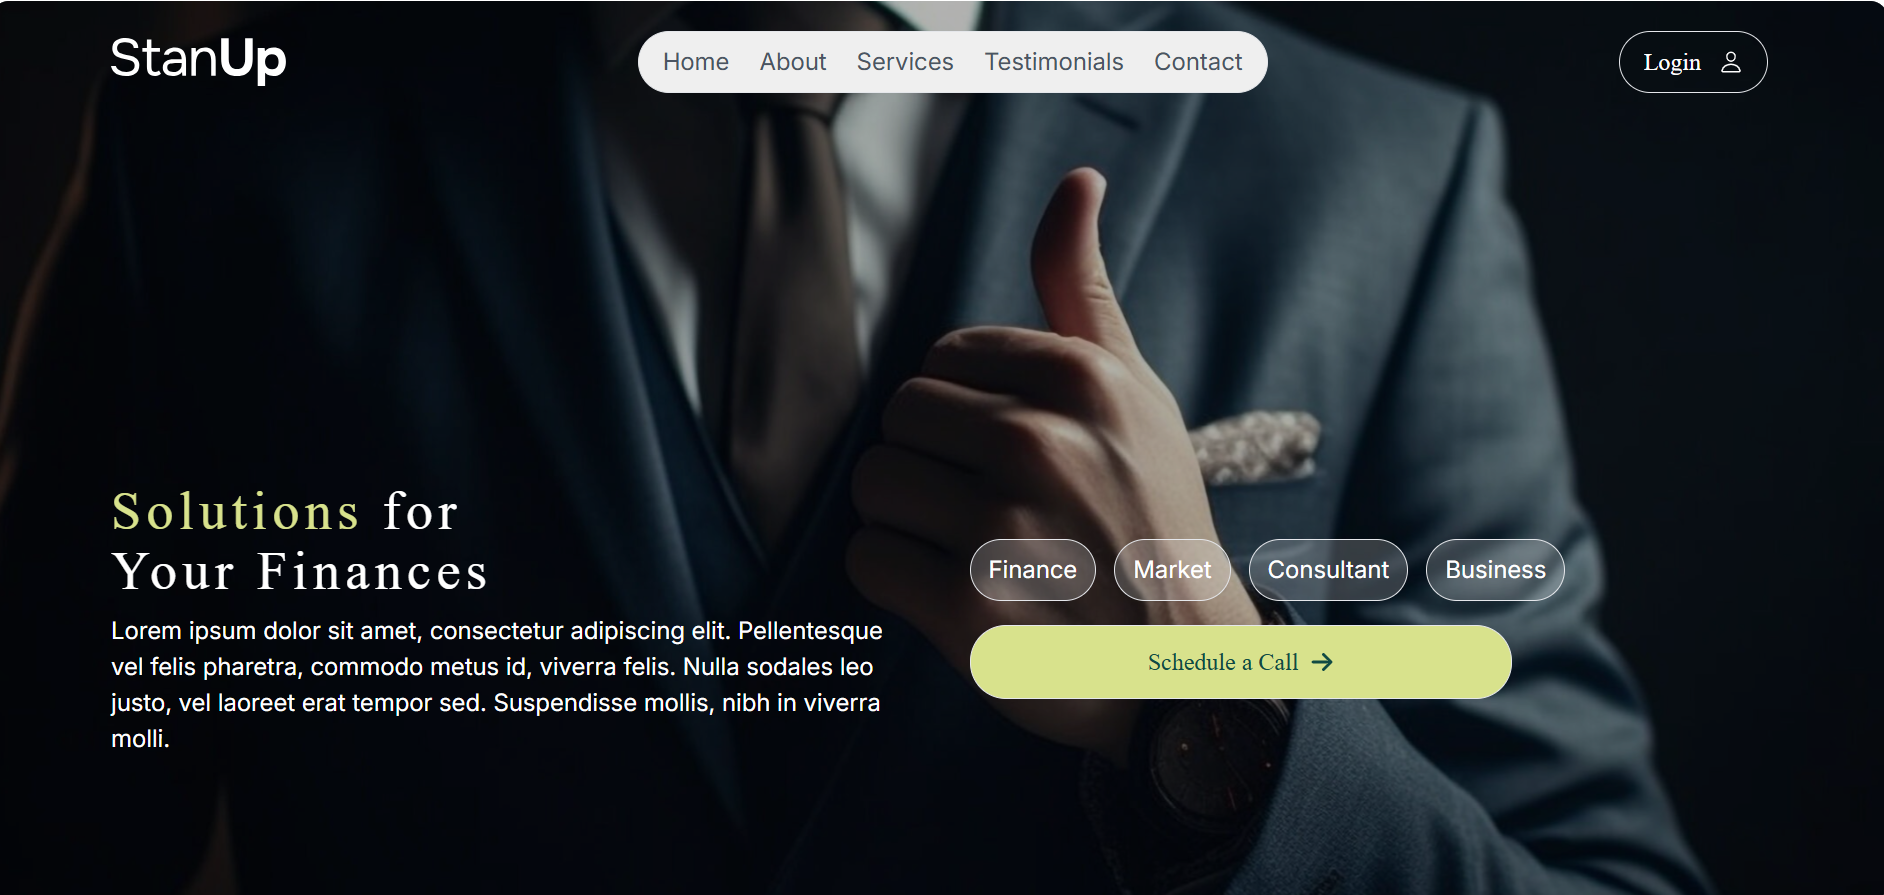 StanUp
Home About Services Testimonials Contact
Login
Solutions for
Your Finances
Lorem ipsum dolor sit amet, consectetur adipiscing elit. Pellentesque
vel felis pharetra, commodo metus id, viverra felis. Nulla sodales leo
justo, vel laoreet erat tempor sed. Suspendisse mollis, nibh in viverra
molli.
Finance Market Consultant Business
Schedule a Call